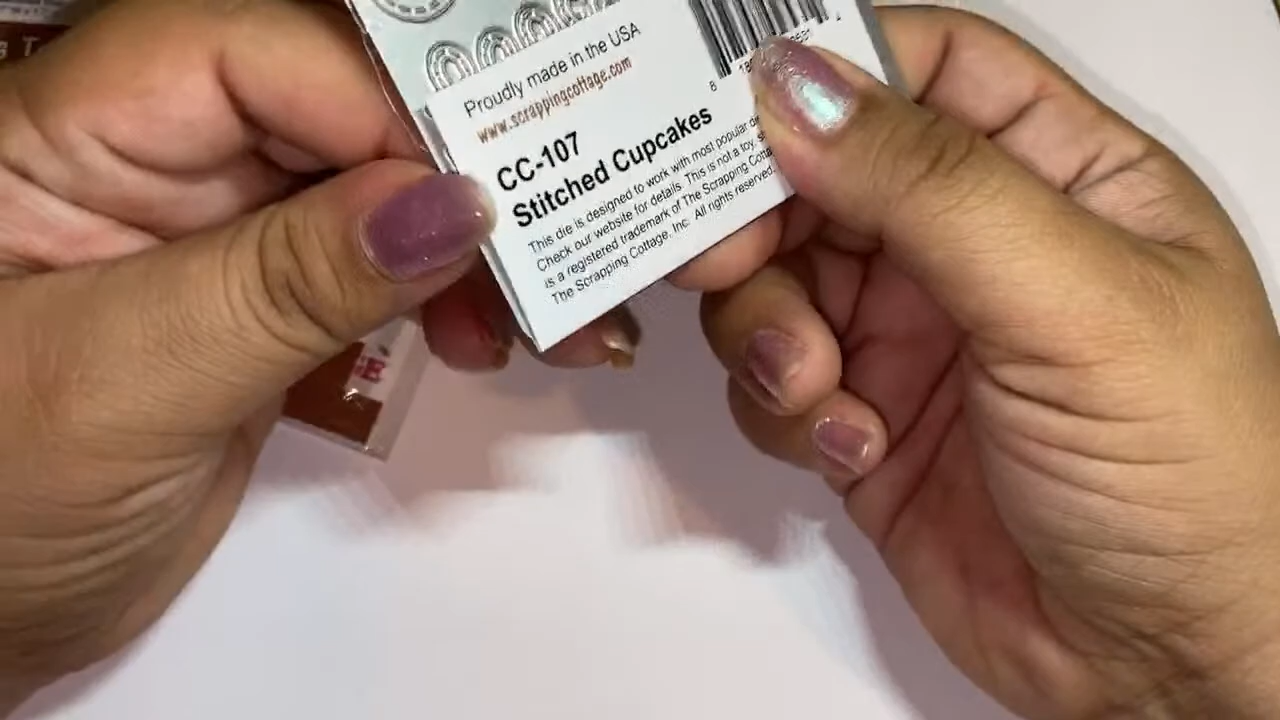 Proudly made in the USA
www.scrappingcottage.com
CC-107
Stitched Cupcakes
This die is designed to work with most popular
Check our website for details. This is not a toy.
is a registered trademark of The Scrapping
The Scrapping Cottage, Inc. All rights reserved.
8